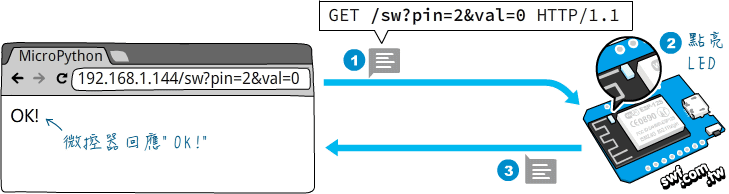 GET /sw?pin=2&val=0 HTTP/1.1
MicroPython
192.168.1.144/sw?pin=2&val=0
OK!
微控器回應"OK!"
1
2 點亮
LED
3
swf.com.tw